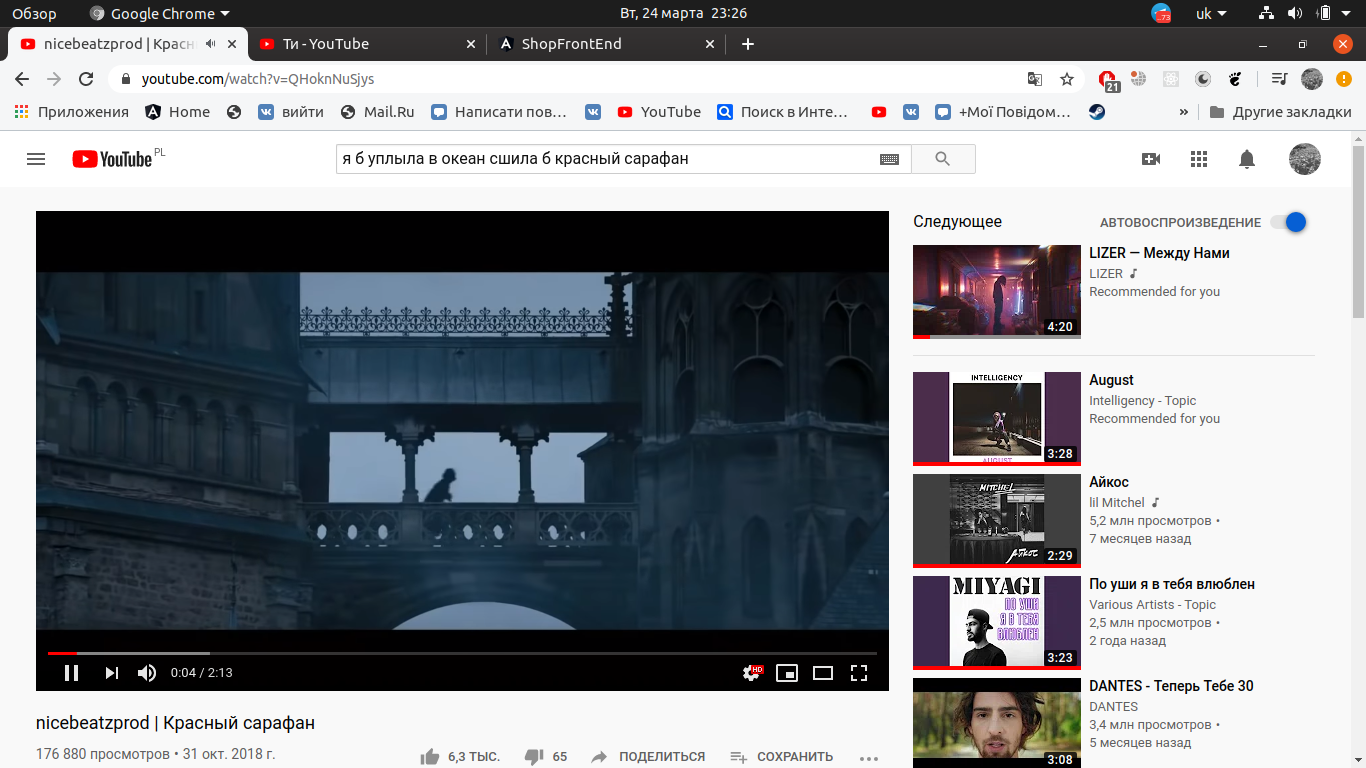 Обзор
Google Chrome
Вт, 24 марта 23:26
73
uk
nicebeatzprod | Красн
Ти - YouTube
ShopFrontEnd
youtube.com/watch?v=QHoknNuSjys
21
Приложения
Home
вийти
Mail.Ru
Написати пов…
YouTube
Поиск в Инте…
+Мої Повідом…
»
Другие закладки
YouTube PL
я б уплыла в океан сшила б красный сарафан
Следующее
АВТОВОСПРОИЗВЕДЕНИЕ
LIZER — Между Нами
LIZER
Recommended for you
4:20
INTELLIGENCY
AUGUST
3:28
August
Intelligency - Topic
Recommended for you
MITCHEL
АЙКОС
2:29
Айкос
lil Mitchel
5,2 млн просмотров •
7 месяцев назад
MIYAGI
ПО УШИ
Я В ТЕБЯ
ВЛЮБЛЕН
3:23
По уши я в тебя влюблен
Various Artists - Topic
2,5 млн просмотров •
2 года назад
DANTES - Теперь Тебе 30
DANTES
3,4 млн просмотров •
5 месяцев назад
3:08
0:04 / 2:13
HD
nicebeatzprod | Красный сарафан
176 880 просмотров • 31 окт. 2018 г.
6,3 ТЫС.
65
ПОДЕЛИТЬСЯ
СОХРАНИТЬ